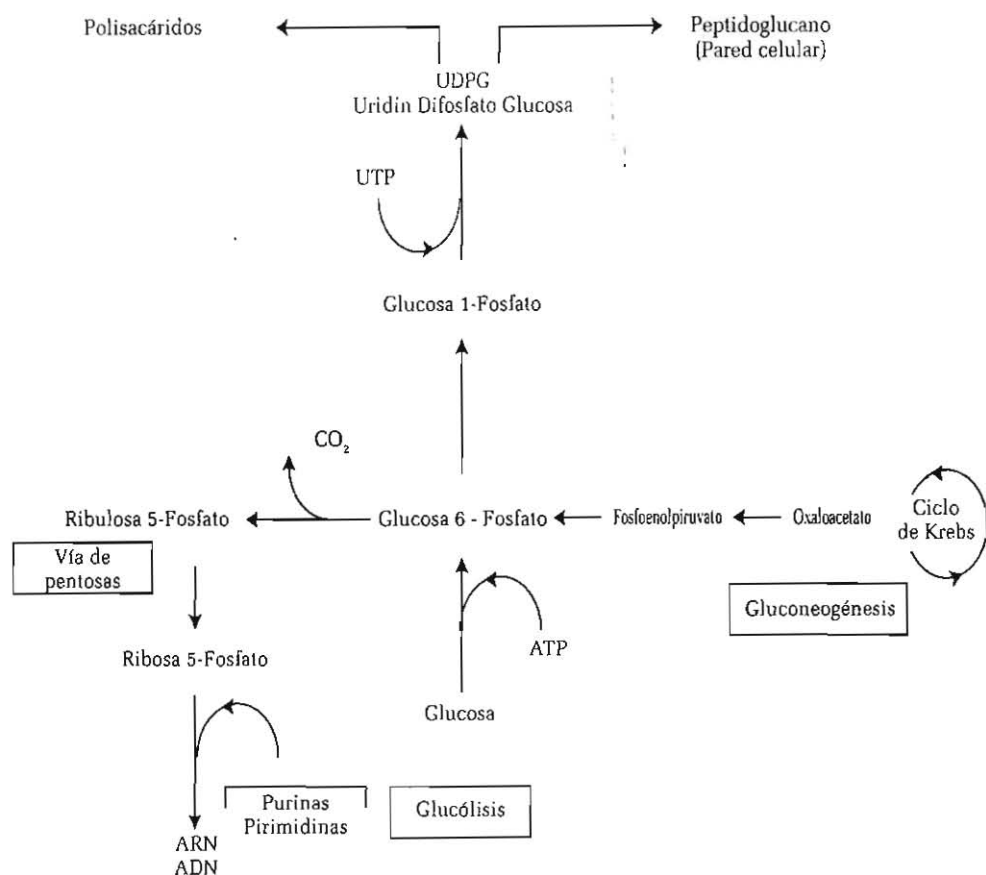 Polisacáridos
Peptidoglucano
(Pared celular)
UDPG
Uridin Difosfato Glucosa
UTP
Glucosa 1-Fosfato
CO₂
Ribulosa 5-Fosfato
Glucosa 6 - Fosfato
Fosfoenolpiruvato
Oxaloacetato
Ciclo
de Krebs
Vía de
pentosas
Gluconeogénesis
Ribosa 5-Fosfato
ATP
Glucosa
Purinas
Pirimidinas
Glucólisis
ARN
ADN